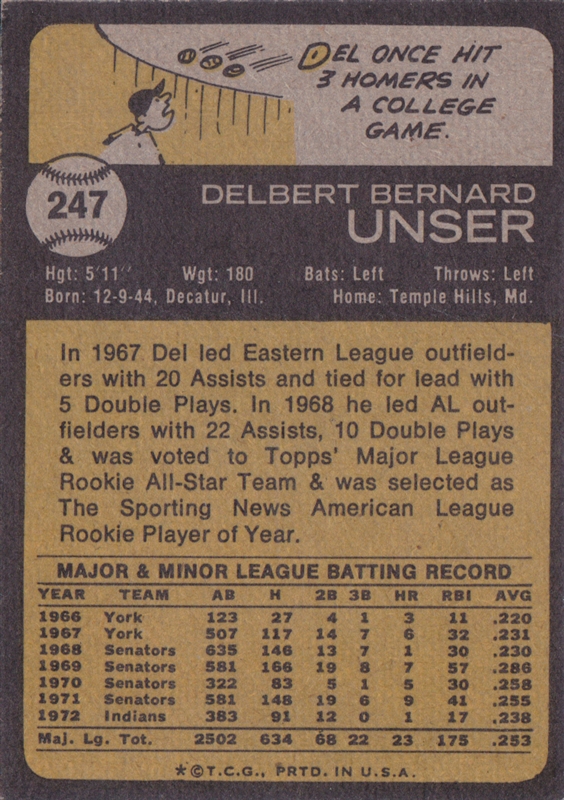 DEL ONCE HIT
3 HOMERS IN
A COLLEGE
GAME.
247
DELBERT BERNARD
UNSER
Hgt: 5'11" Wgt: 180 Bats: Left Throws: Left
Born: 12-9-44, Decatur, Ill. Home: Temple Hills, Md.
In 1967 Del led Eastern League outfield-
ers with 20 Assists and tied for lead with
5 Double Plays. In 1968 he led AL out-
fielders with 22 Assists, 10 Double Plays
& was voted to Topps' Major League
Rookie All-Star Team & was selected as
The Sporting News American League
Rookie Player of Year.
MAJOR & MINOR LEAGUE BATTING RECORD
YEAR TEAM AB H 2B 3B HR RBI AVG
1966 York 123 27 4 1 3 11 .220
1967 York 507 117 14 7 6 32 .231
1968 Senators 635 146 13 7 1 30 .230
1969 Senators 581 166 19 8 7 57 .286
1970 Senators 322 83 5 1 5 30 .258
1971 Senators 581 148 19 6 9 41 .255
1972 Indians 383 91 12 0 1 17 .238
Maj. Lg. Tot. 2502 634 68 22 23 175 .253
*©T.C.G., PRTD. IN U.S.A.